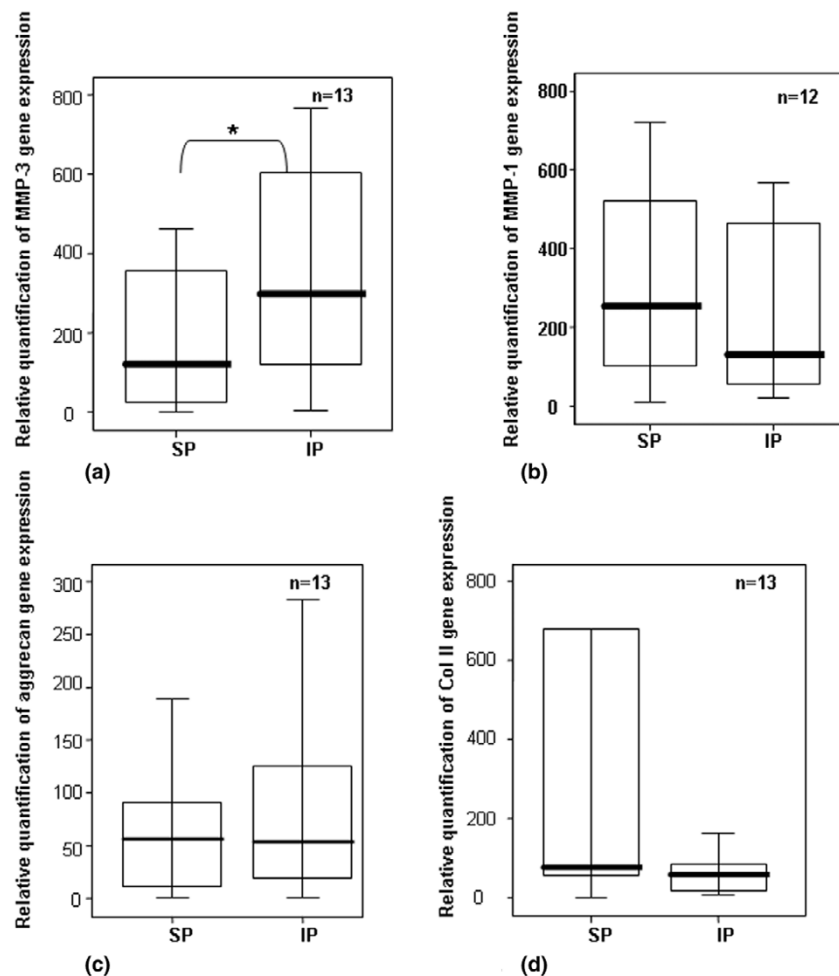 Relative quantification of MMP-3 gene expression
800
600
400
200
0
n=13
*
SP
IP
(a)
Relative quantification of MMP-1 gene expression
800
600
400
200
0
n=12
SP
IP
(b)
Relative quantification of aggrecan gene expression
300
250
200
150
100
50
0
n=13
SP
IP
(c)
Relative quantification of Col II gene expression
800
600
400
200
0
n=13
SP
IP
(d)